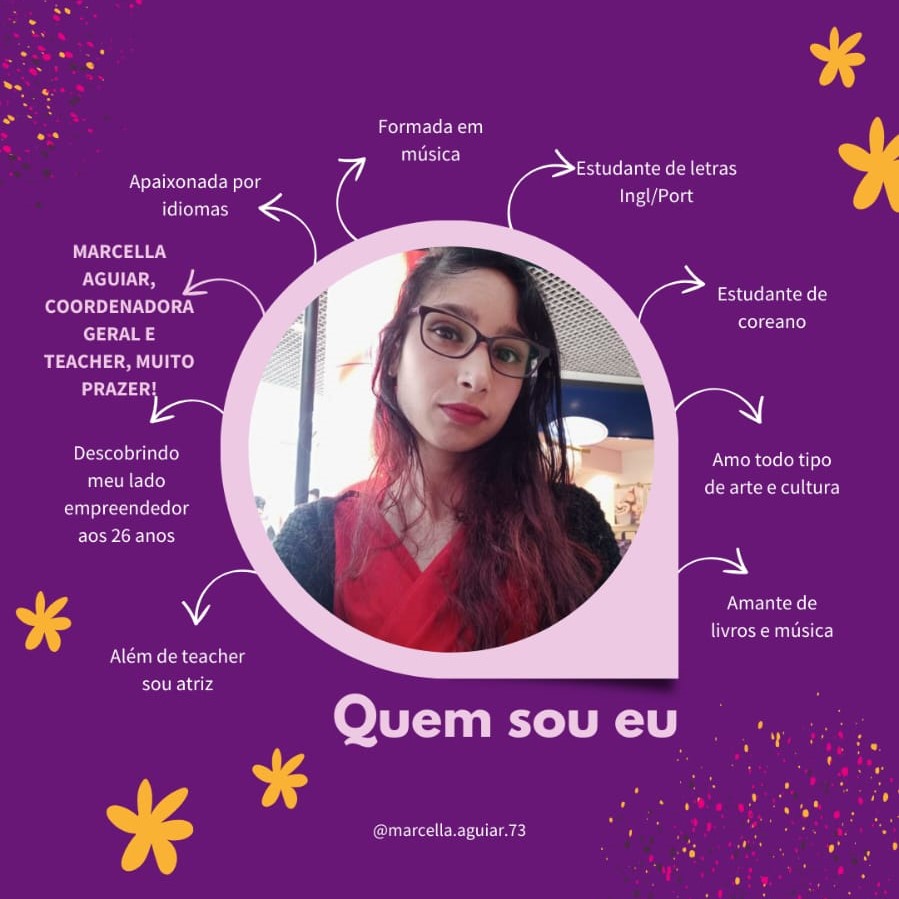 Formada em
música
Estudante de letras
Ingl/Port
Apaixonada por
idiomas
MARCELLA
AGUIAR,
COORDENADORA
GERAL E
TEACHER, MUITO
PRAZER!
Estudante de
coreano
Descobrindo
meu lado
empreendedor
aos 26 anos
Amo todo tipo
de arte e cultura
Amante de
livros e música
Além de teacher
sou atriz
Quem sou eu
@marcella.aguiar.73